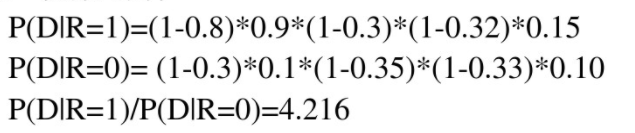 P(D|R=1)=(1-0.8)*0.9*(1-0.3)*(1-0.32)*0.15
P(D|R=0)= (1-0.3)*0.1*(1-0.35)*(1-0.33)*0.10
P(D|R=1)/P(D|R=0)=4.216